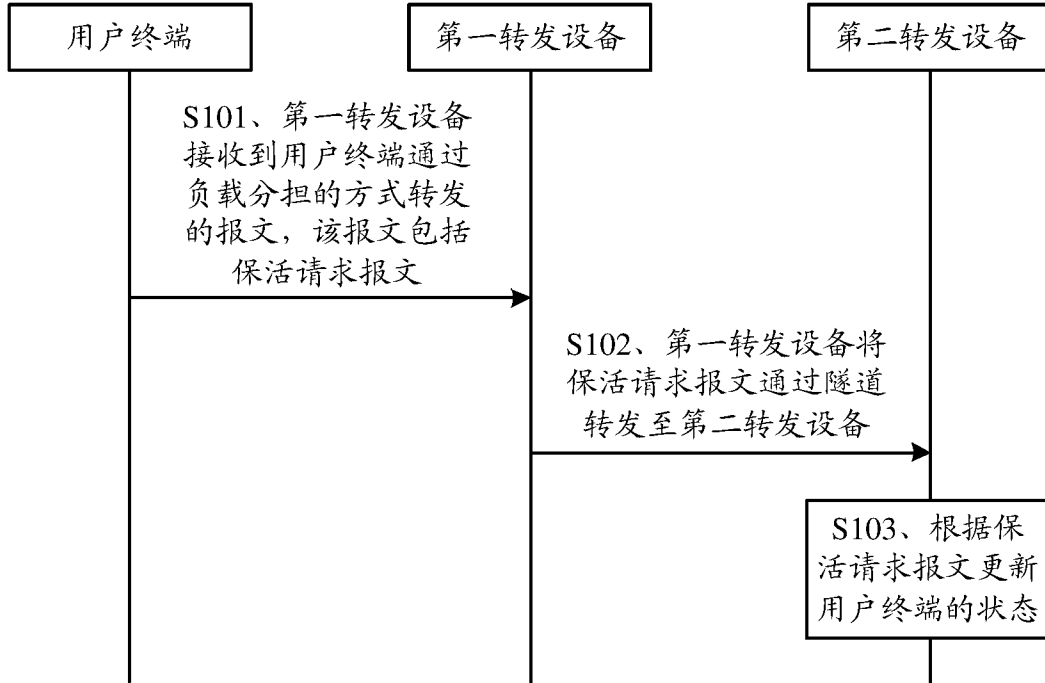 用户终端
第一转发设备
第二转发设备
S101、第一转发设备
接收到用户终端通过
负载分担的方式转发
的报文，该报文包括
保活请求报文
S102、第一转发设备将
保活请求报文通过隧道
转发至第二转发设备
S103、根据保
活请求报文更新
用户终端的状态